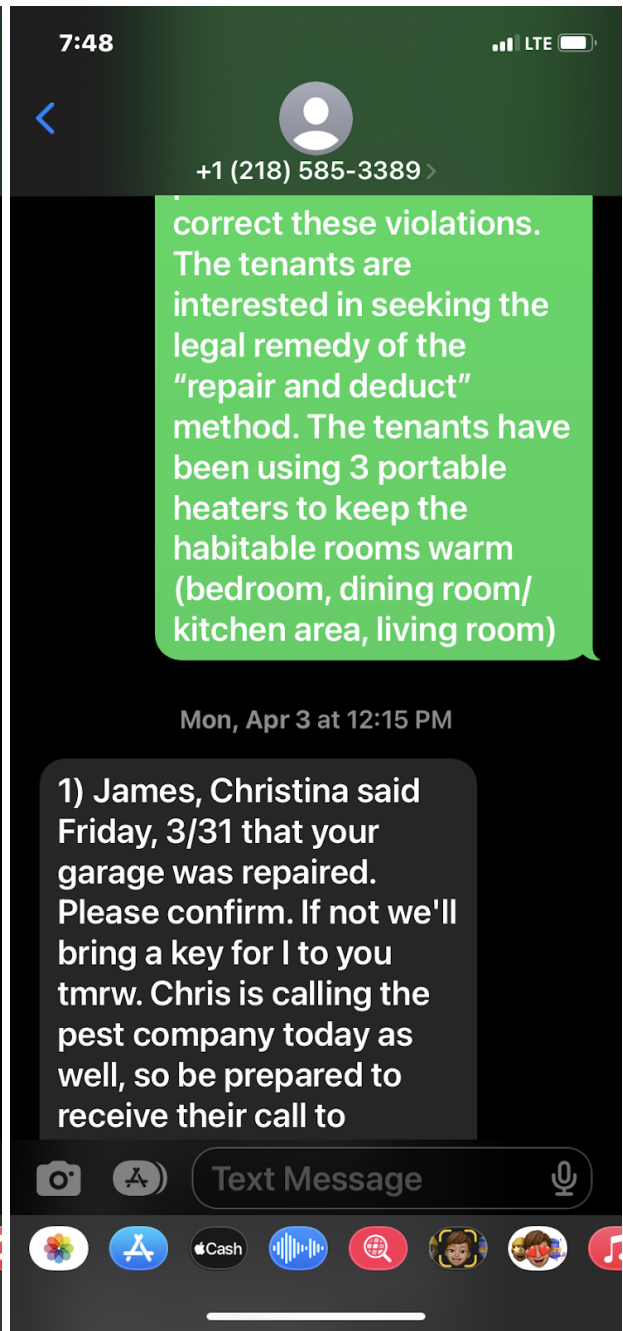 7:48 LTE
+1 (218) 585-3389
correct these violations.
The tenants are
interested in seeking the
legal remedy of the
“repair and deduct”
method. The tenants have
been using 3 portable
heaters to keep the
habitable rooms warm
(bedroom, dining room/
kitchen area, living room)
Mon, Apr 3 at 12:15 PM
1) James, Christina said
Friday, 3/31 that your
garage was repaired.
Please confirm. If not we'll
bring a key for I to you
tmrw. Chris is calling the
pest company today as
well, so be prepared to
receive their call to
Text Message
Cash